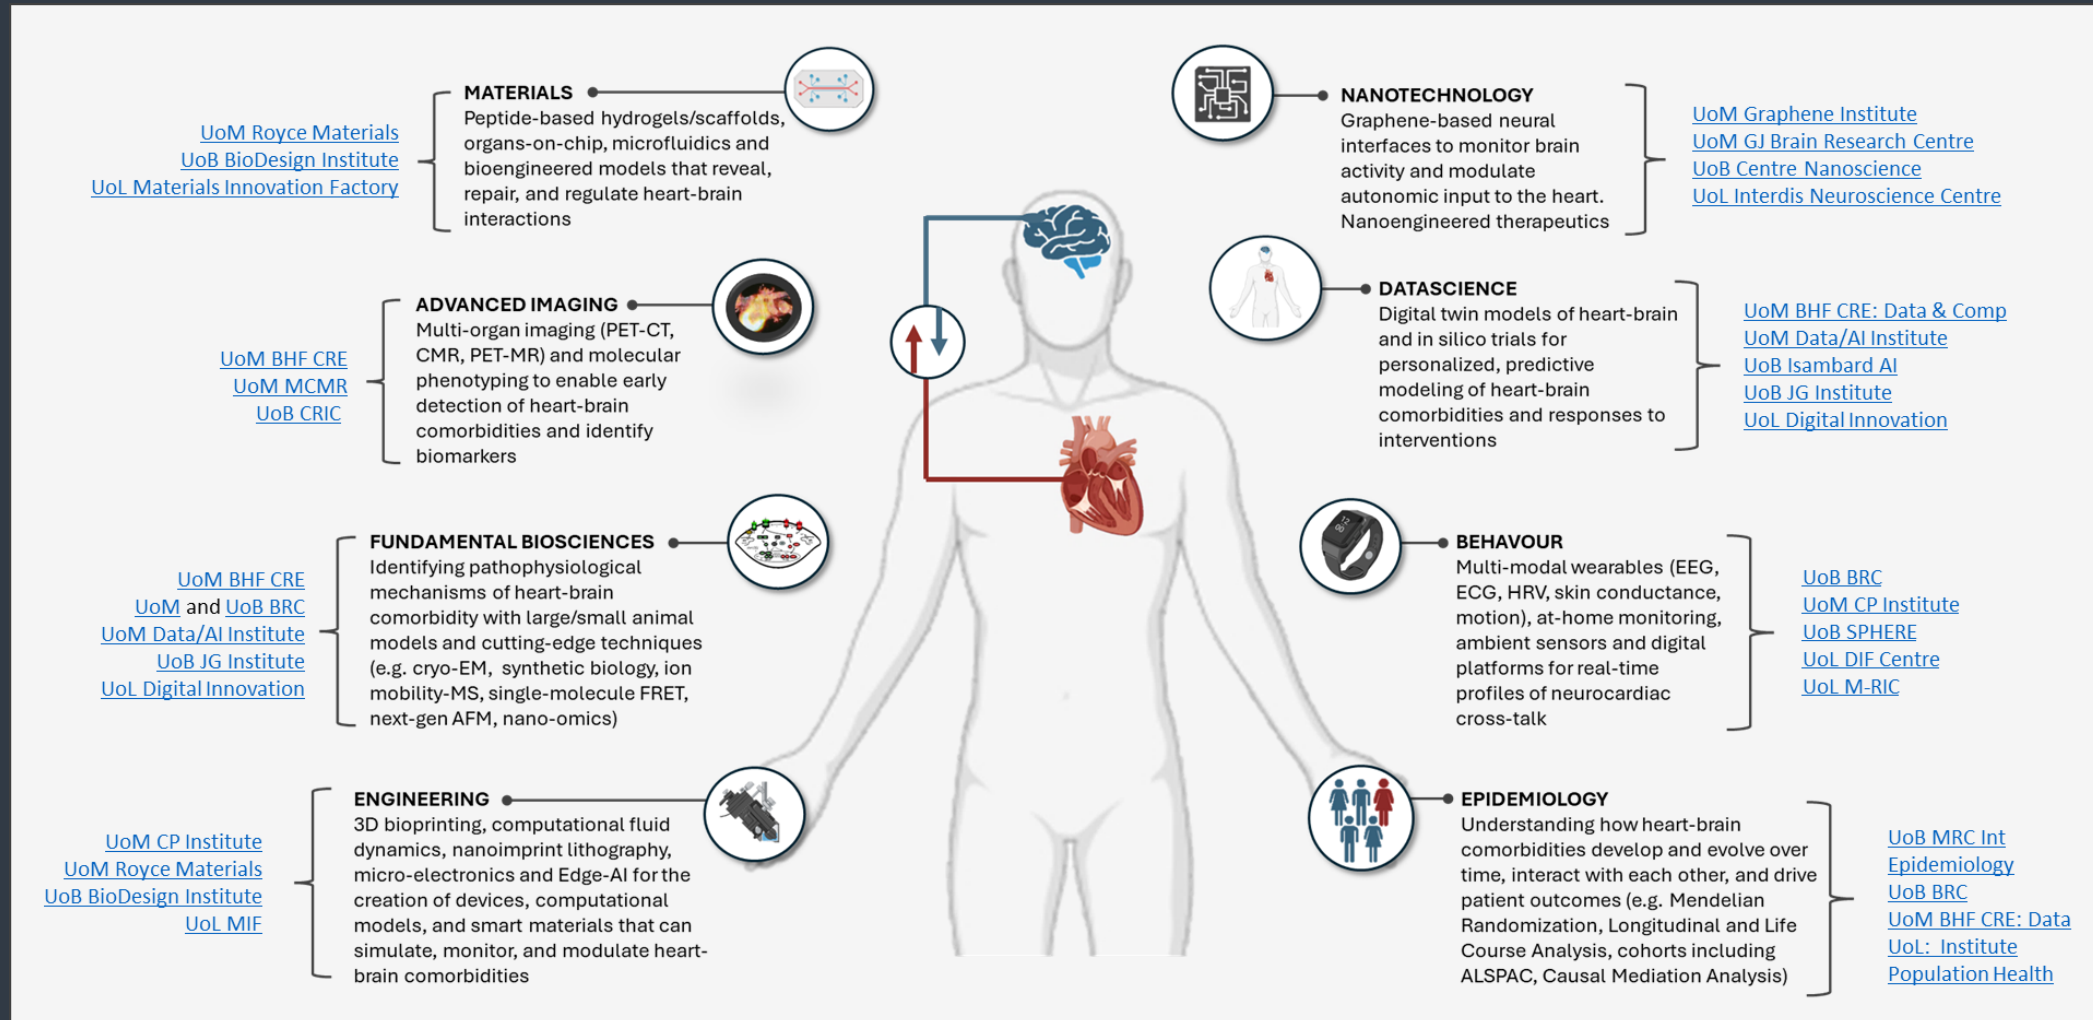 MATERIALS
Peptide-based hydrogels/scaffolds,
organs-on-chip, microfluidics and
bioengineered models that reveal,
repair, and regulate heart-brain
interactions
UoM Royce Materials
UoB BioDesign Institute
UoL Materials Innovation Factory
ADVANCED IMAGING
Multi-organ imaging (PET-CT,
CMR, PET-MR) and molecular
phenotyping to enable early
detection of heart-brain
comorbidities and identify
biomarkers
UoM BHF CRE
UoM MCMR
UoB CRIC
FUNDAMENTAL BIOSCIENCES
Identifying pathophysiological
mechanisms of heart-brain
comorbidity with large/small animal
models and cutting-edge techniques
(e.g. cryo-EM, synthetic biology, ion
mobility-MS, single-molecule FRET,
next-gen AFM, nano-omics)
UoM BHF CRE
UoM and UoB BRC
UoM Data/AI Institute
UoB JG Institute
UoL Digital Innovation
ENGINEERING
3D bioprinting, computational fluid
dynamics, nanoimprint lithography,
micro-electronics and Edge-AI for the
creation of devices, computational
models, and smart materials that can
simulate, monitor, and modulate heart-
brain comorbidities
UoM CP Institute
UoM Royce Materials
UoB BioDesign Institute
UoL MIF
NANOTECHNOLOGY
Graphene-based neural
interfaces to monitor brain
activity and modulate
autonomic input to the heart.
Nanoengineered therapeutics
UoM Graphene Institute
UoM GJ Brain Research Centre
UoB Centre Nanoscience
UoL Interdis Neuroscience Centre
DATASCIENCE
Digital twin models of heart-brain
and in silico trials for
personalized, predictive
modeling of heart-brain
comorbidities and responses to
interventions
UoM BHF CRE: Data & Comp
UoM Data/AI Institute
UoB Isambard AI
UoB JG Institute
UoL Digital Innovation
12
00
BEHAVOUR
Multi-modal wearables (EEG,
ECG, HRV, skin conductance,
motion), at-home monitoring,
ambient sensors and digital
platforms for real-time
profiles of neurocardiac
cross-talk
UoB BRC
UoM CP Institute
UoB SPHERE
UoL DIF Centre
UoL M-RIC
EPIDEMIOLOGY
Understanding how heart-brain
comorbidities develop and evolve over
time, interact with each other, and drive
patient outcomes (e.g. Mendelian
Randomization, Longitudinal and Life
Course Analysis, cohorts including
ALSPAC, Causal Mediation Analysis)
UoB MRC Int
Epidemiology
UoB BRC
UoM BHF CRE: Data
UoL: Institute
Population Health